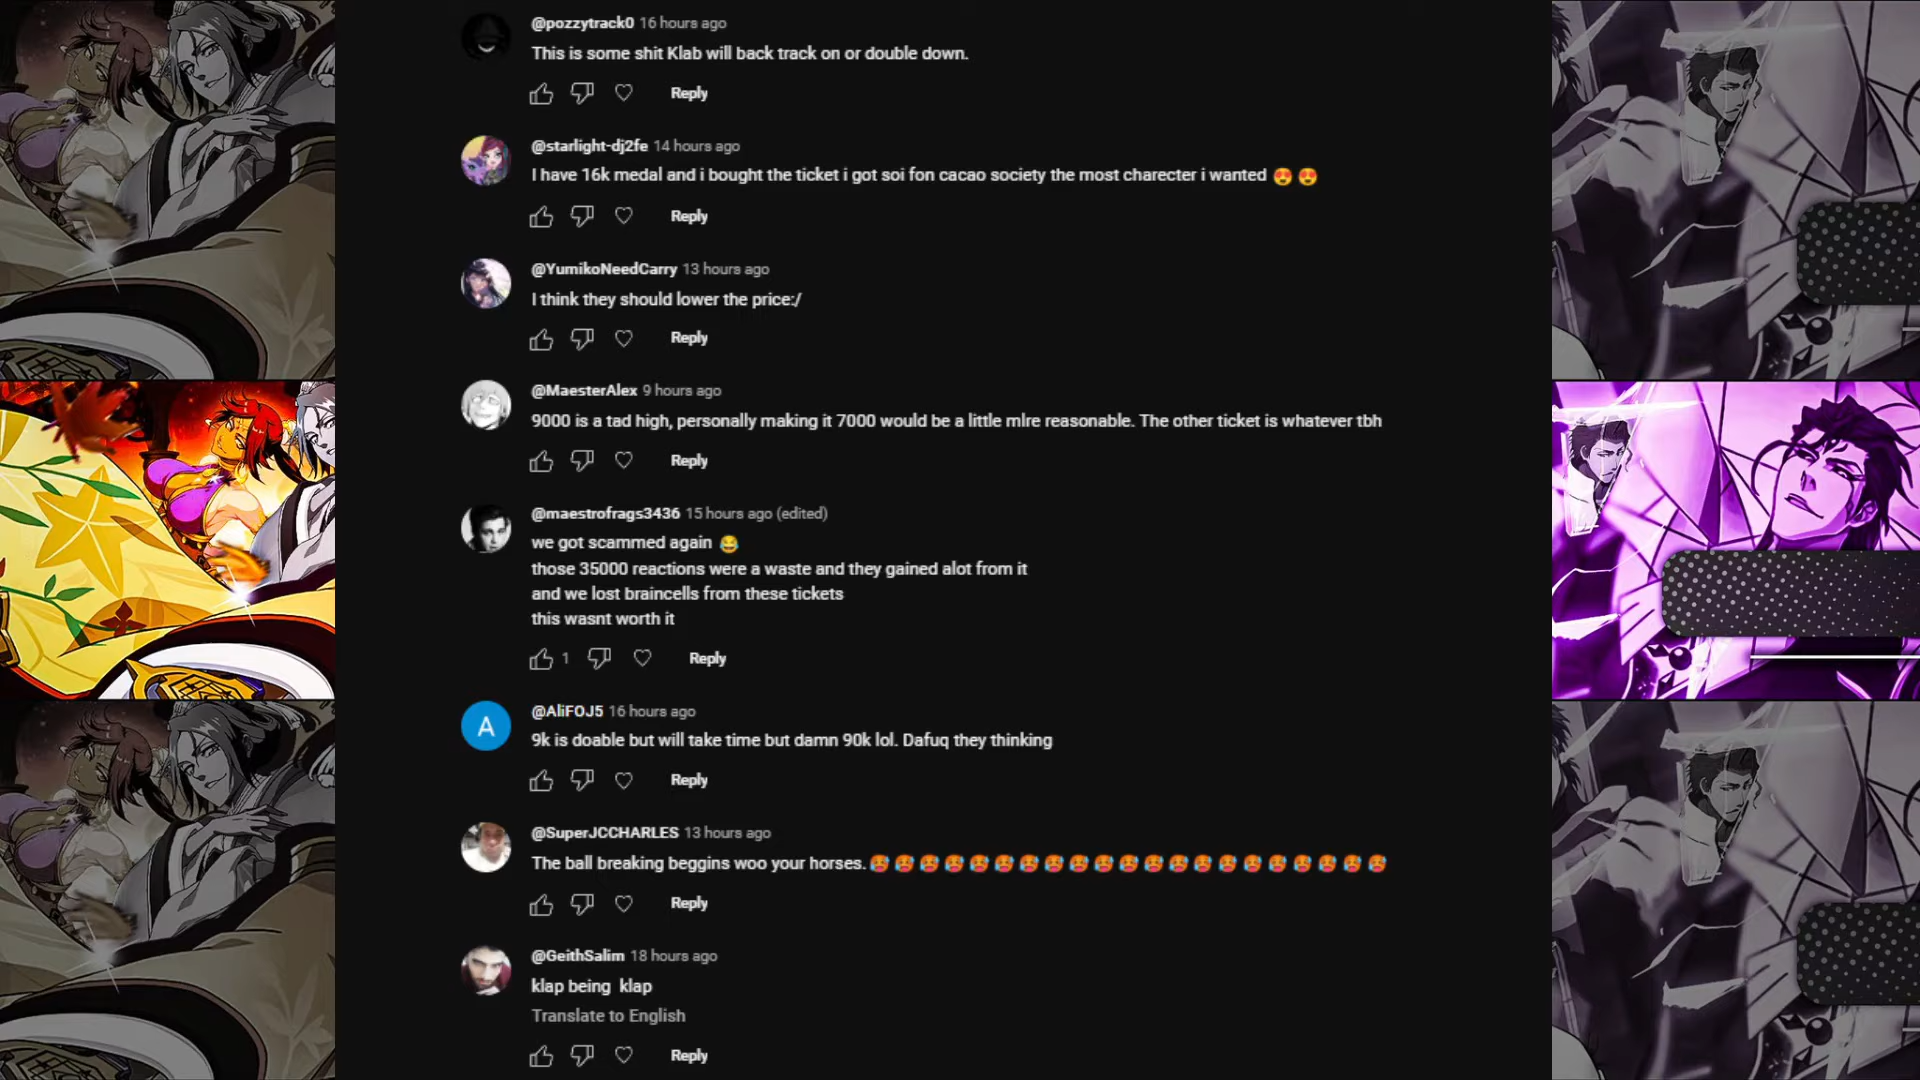 @pozzytrack0 16 hours ago
This is some shit Klab will back track on or double down.
Reply
@starlight-dj2fe 14 hours ago
I have 16k medal and i bought the ticket i got soi fon cacao society the most charecter i wanted 😍 😍
Reply
@YumikoNeedCarry 13 hours ago
I think they should lower the price:/
Reply
@MaesterAlex 9 hours ago
9000 is a tad high, personally making it 7000 would be a little mlre reasonable. The other ticket is whatever tbh
Reply
@maestrofrags3436 15 hours ago (edited)
we got scammed again 😂
those 35000 reactions were a waste and they gained alot from it
and we lost braincells from these tickets
this wasnt worth it
1 Reply
A
@AliFOJ5 16 hours ago
9k is doable but will take time but damn 90k lol. Dafuq they thinking
Reply
@SuperJCCHARLES 13 hours ago
The ball breaking beggins woo your horses. 🥵 🥵 🥵 🥵 🥵 🥵 🥵 🥵 🥵 🥵 🥵 🥵 🥵 🥵 🥵 🥵 🥵 🥵 🥵 🥵 🥵
Reply
@GeithSalim 18 hours ago
klap being  klap
Translate to English
Reply